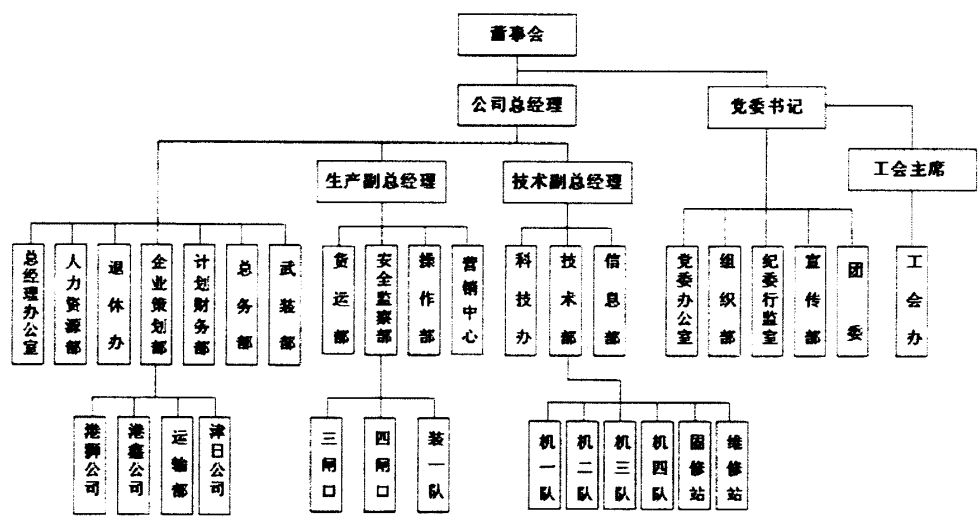 董事会
公司总经理
党委书记
工会主席
生产副总经理
技术副总经理
总经理办公室
人力资源部
退休办
企业策划部
计划财务部
总务部
武装部
货运部
安全监察部
操作部
营销中心
科技办
技术部
信息部
党委办公室
组织部
纪委行监室
宣传部
团委
工会办
港狮公司
港鑫公司
运输部
津日公司
三闸口
四闸口
装一队
机一队
机二队
机三队
机四队
固修站
维修站